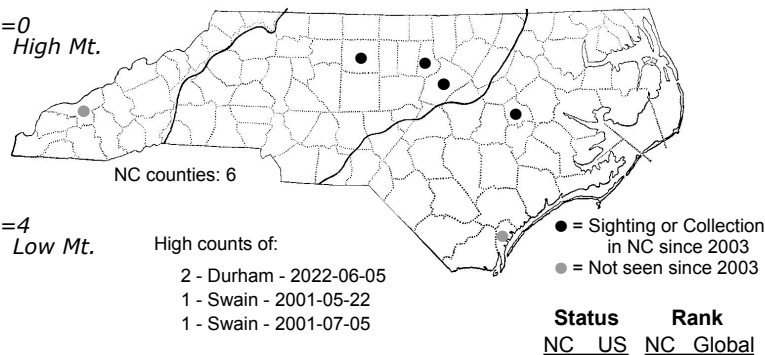 =0
High Mt.
NC counties: 6
=4
Low Mt.
High counts of:
2 - Durham - 2022-06-05
1 - Swain - 2001-05-22
1 - Swain - 2001-07-05
= Sighting or Collection
in NC since 2003
= Not seen since 2003
Status Rank
NC US NC Global